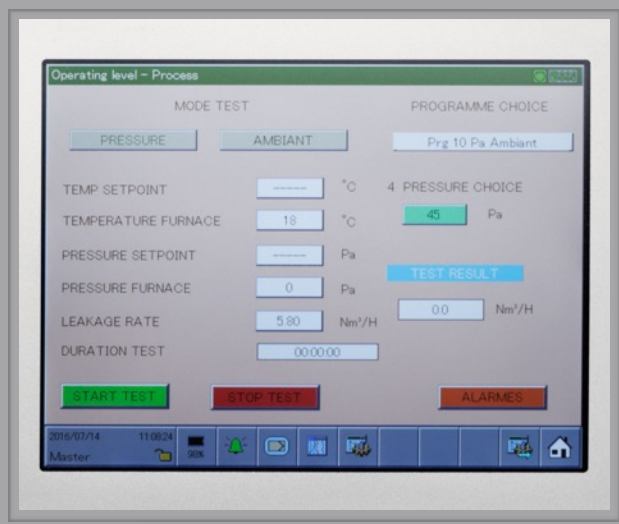 Operating level - Process
MODE TEST
PROGRAMME CHOICE
PRESSURE
AMBIANT
Prg 10 Pa Ambiant
TEMP SETPOINT
----- °C
4 PRESSURE CHOICE
TEMPERATURE FURNACE
18 °C
45 Pa
PRESSURE SETPOINT
----- Pa
TEST RESULT
PRESSURE FURNACE
0 Pa
0.0 Nm³/H
LEAKAGE RATE
5.80 Nm³/H
DURATION TEST
00:00:00
START TEST
STOP TEST
ALARMES
2016/07/14 11:08:24
98%
Master